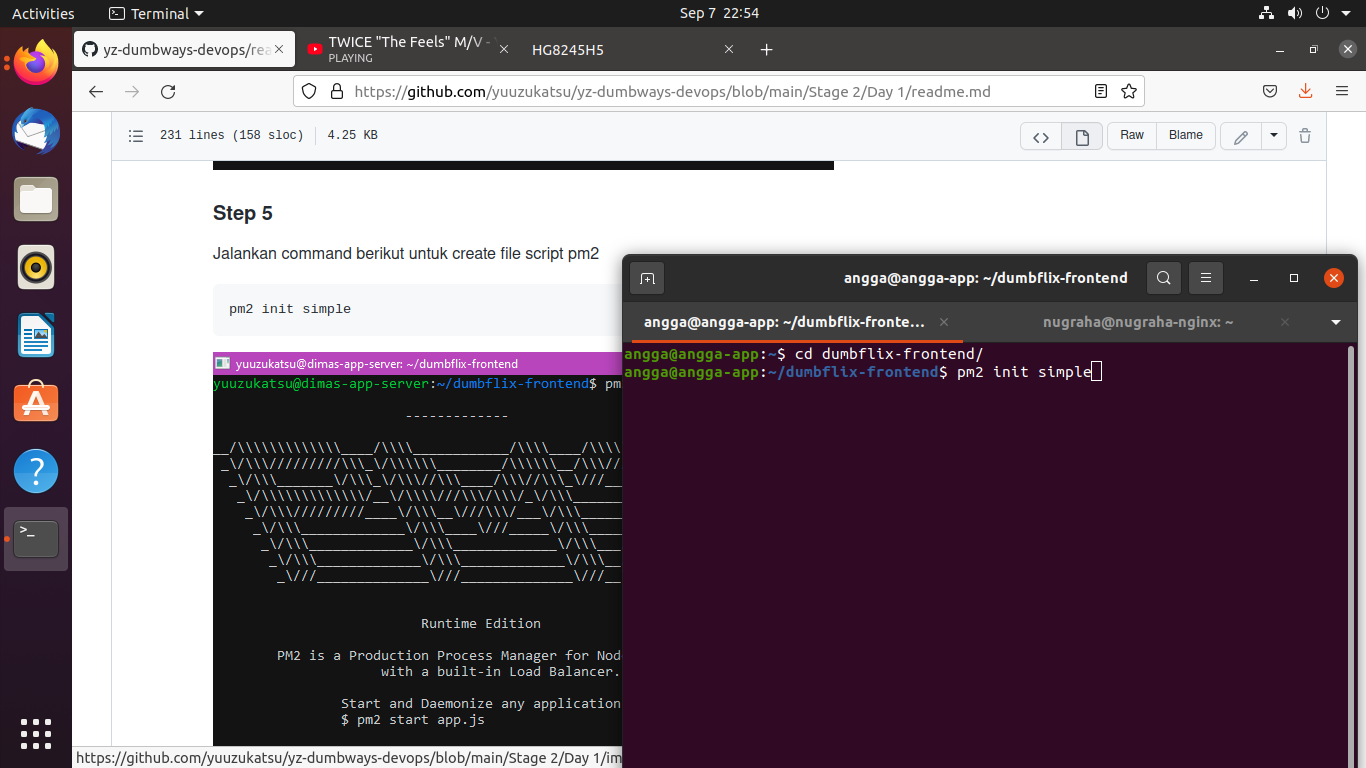 Activities
Terminal
Sep 7 22:54
yz-dumbways-devops/rea
TWICE "The Feels" M/V -
PLAYING
HG8245H5
https://github.com/yuuzukatsu/yz-dumbways-devops/blob/main/Stage 2/Day 1/readme.md
231 lines (158 sloc)
4.25 KB
Raw
Blame
Step 5
Jalankan command berikut untuk create file script pm2
pm2 init simple
yuuzukatsu@dimas-app-server: ~/dumbflix-frontend
yuuzukatsu@dimas-app-server:~/dumbflix-frontend$ pm
Runtime Edition
PM2 is a Production Process Manager for Nod
with a built-in Load Balancer.
Start and Daemonize any application
$ pm2 start app.js
https://github.com/yuuzukatsu/yz-dumbways-devops/blob/main/Stage 2/Day 1/im
angga@angga-app: ~/dumbflix-frontend
angga@angga-app: ~/dumbflix-fronte...
nugraha@nugraha-nginx: ~
angga@angga-app:~$ cd dumbflix-frontend/
angga@angga-app:~/dumbflix-frontend$ pm2 init simple